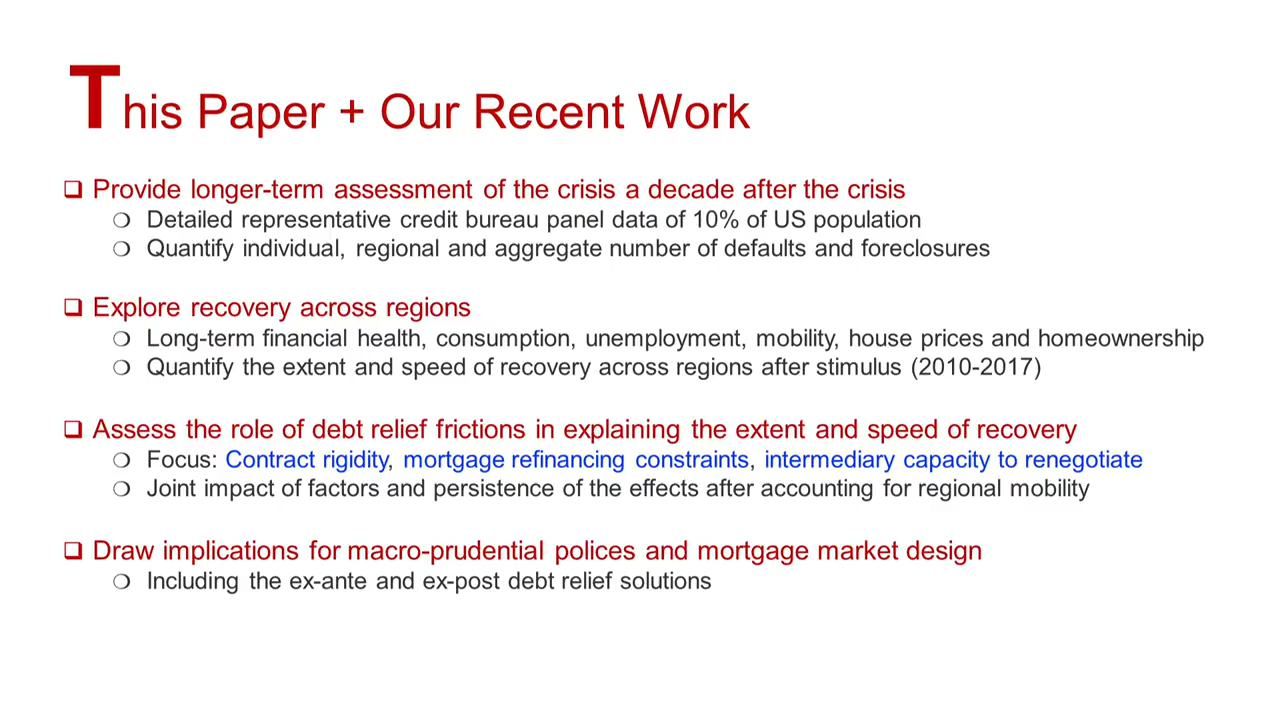 This Paper + Our Recent Work
❑ Provide longer-term assessment of the crisis a decade after the crisis
❍ Detailed representative credit bureau panel data of 10% of US population
❍ Quantify individual, regional and aggregate number of defaults and foreclosures
❑ Explore recovery across regions
❍ Long-term financial health, consumption, unemployment, mobility, house prices and homeownership
❍ Quantify the extent and speed of recovery across regions after stimulus (2010-2017)
❑ Assess the role of debt relief frictions in explaining the extent and speed of recovery
❍ Focus: Contract rigidity, mortgage refinancing constraints, intermediary capacity to renegotiate
❍ Joint impact of factors and persistence of the effects after accounting for regional mobility
❑ Draw implications for macro-prudential polices and mortgage market design
❍ Including the ex-ante and ex-post debt relief solutions